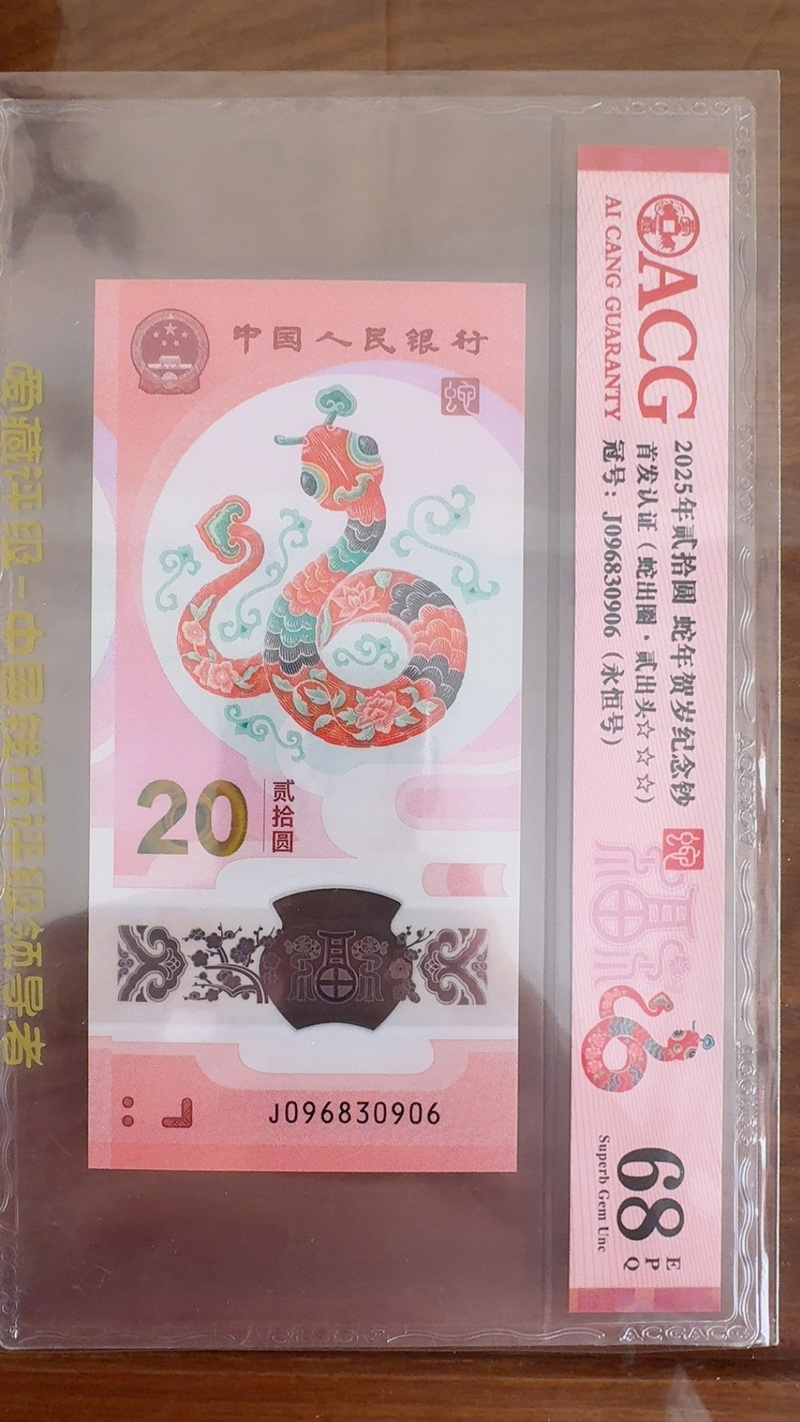 中国人民银行
蛇
20
贰拾圆
福
J096830906
ACG
AI CANG GUARANTY
2025年贰拾圆 蛇年贺岁纪念钞
首发认证（蛇出圈·贰出头☆☆☆）
冠号：J096830906（永恒号）
蛇
福
68
EPQ
Superb Gem Unc
爱藏评级－中国钱币评级领导者
ACGACG
ACGACG